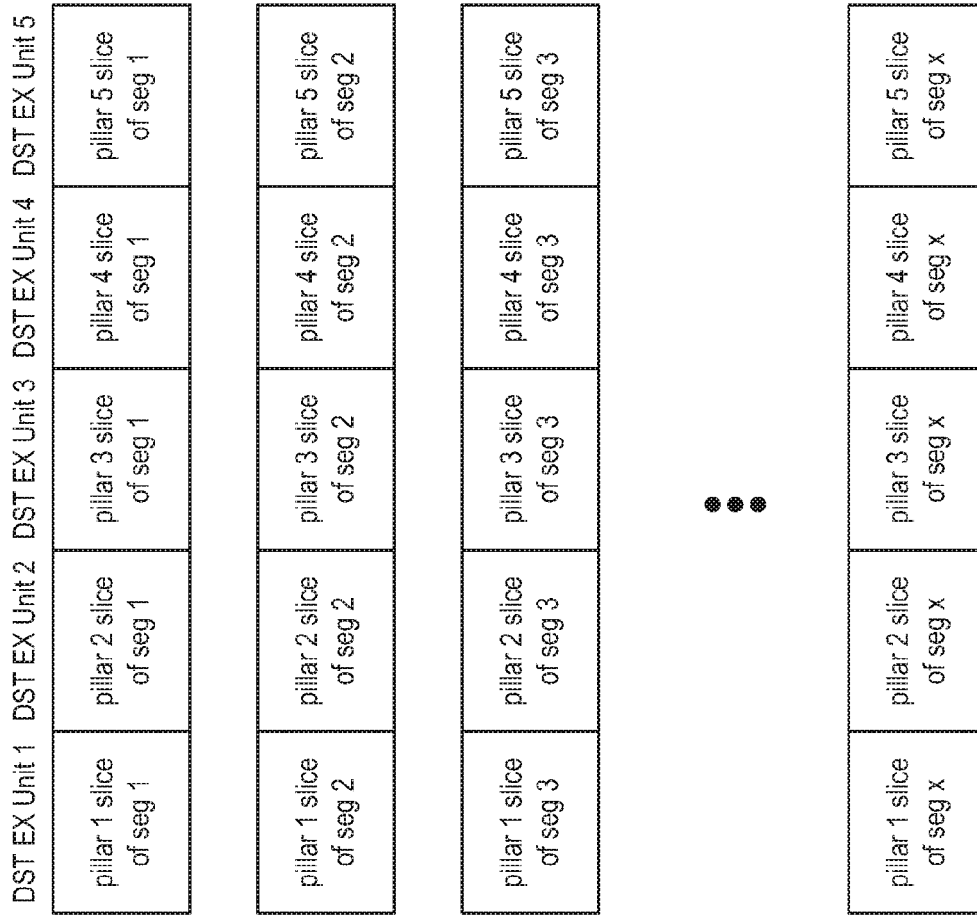 DST EX Unit 1 DST EX Unit 2 DST EX Unit 3 DST EX Unit 4 DST EX Unit 5
pillar 1 slice
of seg 1
pillar 2 slice
of seg 1
pillar 3 slice
of seg 1
pillar 4 slice
of seg 1
pillar 5 slice
of seg 1
pillar 1 slice
of seg 2
pillar 2 slice
of seg 2
pillar 3 slice
of seg 2
pillar 4 slice
of seg 2
pillar 5 slice
of seg 2
pillar 1 slice
of seg 3
pillar 2 slice
of seg 3
pillar 3 slice
of seg 3
pillar 4 slice
of seg 3
pillar 5 slice
of seg 3
pillar 1 slice
of seg x
pillar 2 slice
of seg x
pillar 3 slice
of seg x
pillar 4 slice
of seg x
pillar 5 slice
of seg x